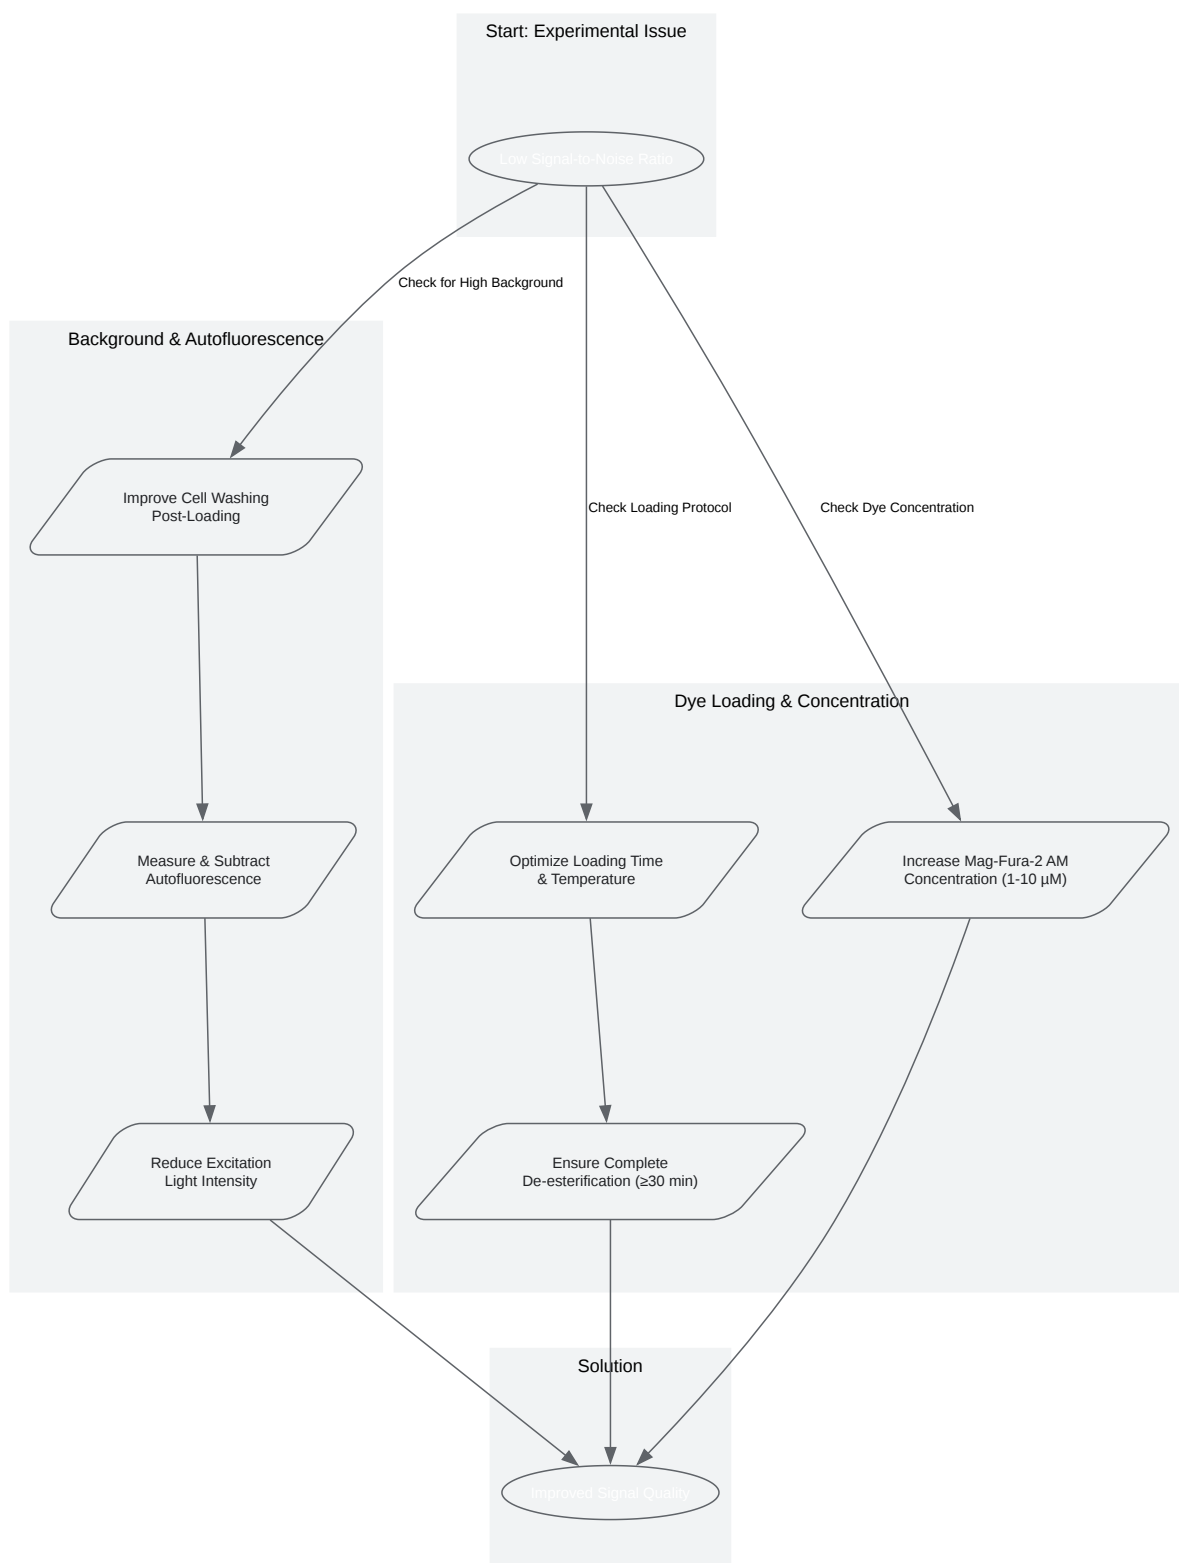 Start: Experimental Issue
Low Signal-to-Noise Ratio
Check for High Background
Background & Autofluorescence
Improve Cell Washing
Post-Loading
Check Loading Protocol
Check Dye Concentration
Dye Loading & Concentration
Measure & Subtract
Autofluorescence
Optimize Loading Time
& Temperature
Increase Mag-Fura-2 AM
Concentration (1-10 µM)
Reduce Excitation
Light Intensity
Ensure Complete
De-esterification (≥30 min)
Solution
Improved Signal Quality